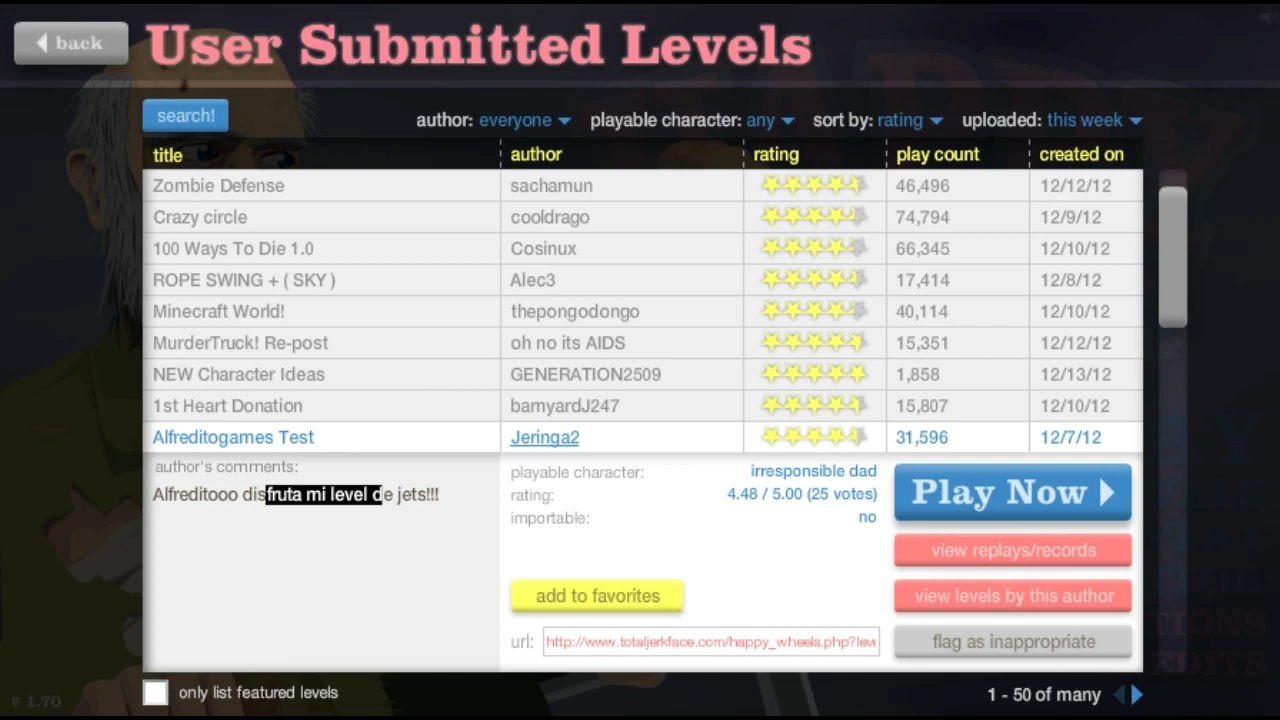 back
User Submitted Levels
search!
author: everyone playable character: any sort by: rating uploaded: this week
title author rating play count created on
Zombie Defense sachamun 46,496 12/12/12
Crazy circle cooldrago 74,794 12/9/12
100 Ways To Die 1.0 Cosinux 66,345 12/10/12
ROPE SWING + ( SKY ) Alec3 17,414 12/8/12
Minecraft World! thepongodongo 40,114 12/10/12
MurderTruck! Re-post oh no its AIDS 15,351 12/12/12
NEW Character Ideas GENERATION2509 1,858 12/13/12
1st Heart Donation barnyardJ247 15,807 12/10/12
Alfreditogames Test Jeringa2 31,596 12/7/12
author's comments:
Alfreditooo disfruta mi level de jets!!!
playable character: irresponsible dad
rating: 4.48 / 5.00 (25 votes)
importable: no
add to favorites
url: http://www.totaljerkface.com/happy_wheels.php?leve
Play Now
view replays/records
view levels by this author
flag as inappropriate
only list featured levels
1 - 50 of many
v 1.70